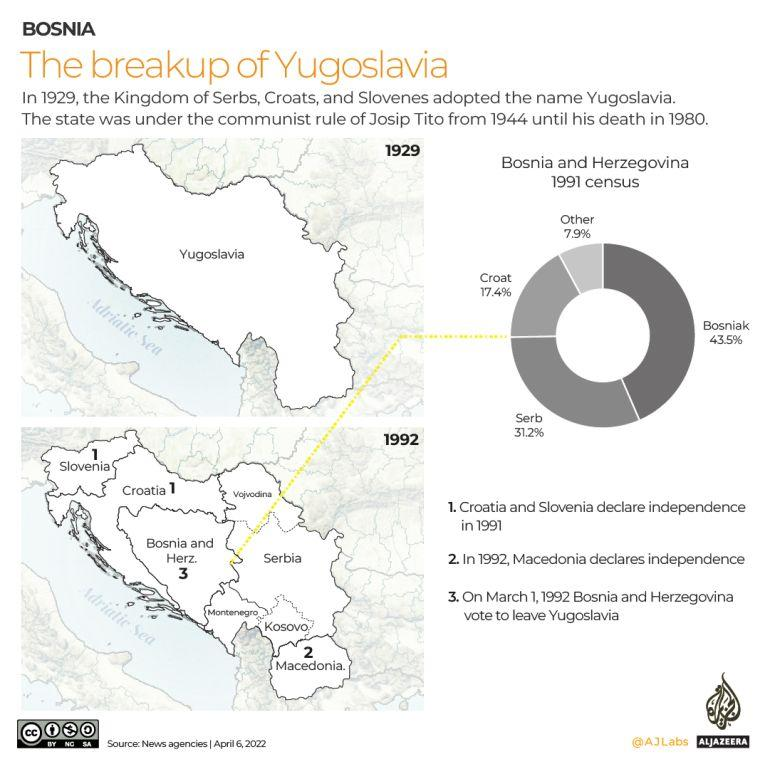 BOSNIA
The breakup of Yugoslavia
In 1929, the Kingdom of Serbs, Croats, and Slovenes adopted the name Yugoslavia.
The state was under the communist rule of Josip Tito from 1944 until his death in 1980.
1929
Yugoslavia
Adriatic Sea
Bosnia and Herzegovina
1991 census
Other
7.9%
Croat
17.4%
Bosniak
43.5%
Serb
31.2%
1992
1
Slovenia
Croatia 1
Vojvodina
Bosnia and
Herz.
3
Serbia
Montenegro
Kosovo
2
Macedonia.
Adriatic Sea
1. Croatia and Slovenia declare independence
in 1991
2. In 1992, Macedonia declares independence
3. On March 1, 1992 Bosnia and Herzegovina
vote to leave Yugoslavia
cc
BY NC SA
Source: News agencies | April 6, 2022
@AJLabs
ALJAZEERA